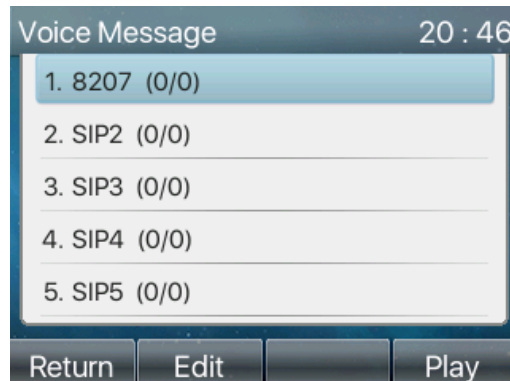 Voice Message 20 : 46
1. 8207 (0/0)
2. SIP2 (0/0)
3. SIP3 (0/0)
4. SIP4 (0/0)
5. SIP5 (0/0)
Return Edit Play